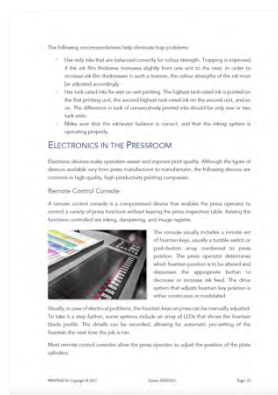 The following recommendations help eliminate trap problems:
Use only inks that are balanced correctly for colour strength. Trapping is improved
if the ink film thickness increases slightly from one unit to the next. In order to
increase ink film thicknesses in such a manner, the colour strengths of the ink must
be adjusted accordingly.
Use tack-rated inks for wet-on-wet printing. The highest tack-rated ink is printed on
the first printing unit, the second highest tack-rated ink on the second unit, and so
on. The difference in tack of consecutively printed inks should be only one or two
tack units.
Make sure that the ink/water balance is correct, and that the inking system is
operating properly.
ELECTRONICS IN THE PRESSROOM
Electronic devices make operation easier and improve print quality. Although the types of
devices available vary from press manufacturer to manufacturer, the following devices are
common in high-quality, high-productivity printing companies.
Remote Control Console
A remote control console is a computerised device that enables the press operator to
control a variety of press functions without leaving the press inspection table. Among the
functions controlled are inking, dampening, and image register.
The console usually includes a remote set
of fountain keys, usually a tumble switch or
push-button array numbered to press
position. The press operator determines
which fountain position is to be altered and
depresses the appropriate button to
decrease or increase ink feed. The drive
system that adjusts fountain key position is
either continuous or modulated.
Usually, in case of electrical problems, the fountain keys on press can be manually adjusted.
To take it a step further, some systems include an array of LEDs that shows the fountain
blade profile. The details can be recorded, allowing for automatic pre-setting of the
fountain the next time the job is run.
Most remote control consoles allow the press operator to adjust the position of the plate
cylinders.
Page |